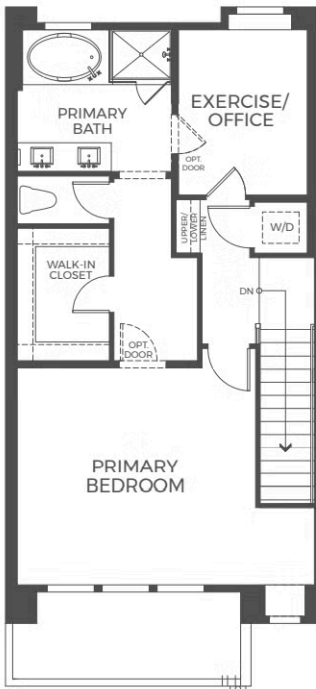 PRIMARY
BATH
EXERCISE/
OFFICE
OPT.
DOOR
UPPER/
LOWER
LINEN
W/D
WALK-IN
CLOSET
DN
OPT.
DOOR
PRIMARY
BEDROOM